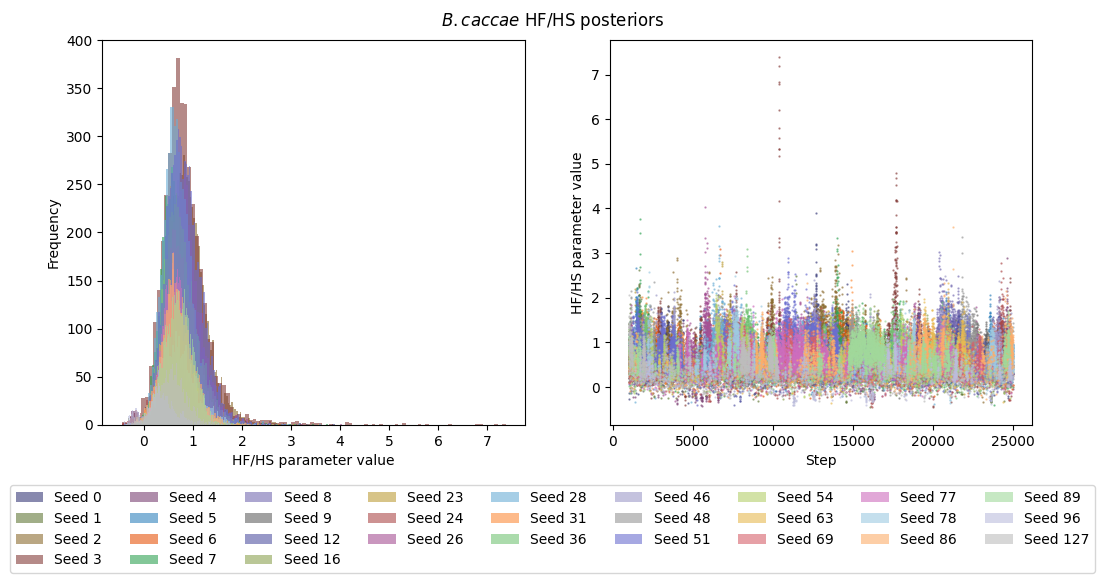 B. caccae HF/HS posteriors
400
350
300
250
200
150
100
50
0
Frequency
0 1 2 3 4 5 6 7
HF/HS parameter value
7
6
5
4
3
2
1
0
HF/HS parameter value
0 5000 10000 15000 20000 25000
Step
Seed 0 Seed 4 Seed 8 Seed 23 Seed 28 Seed 46 Seed 54 Seed 77 Seed 89
Seed 1 Seed 5 Seed 9 Seed 24 Seed 31 Seed 48 Seed 63 Seed 78 Seed 96
Seed 2 Seed 6 Seed 12 Seed 26 Seed 36 Seed 51 Seed 69 Seed 86 Seed 127
Seed 3 Seed 7 Seed 16